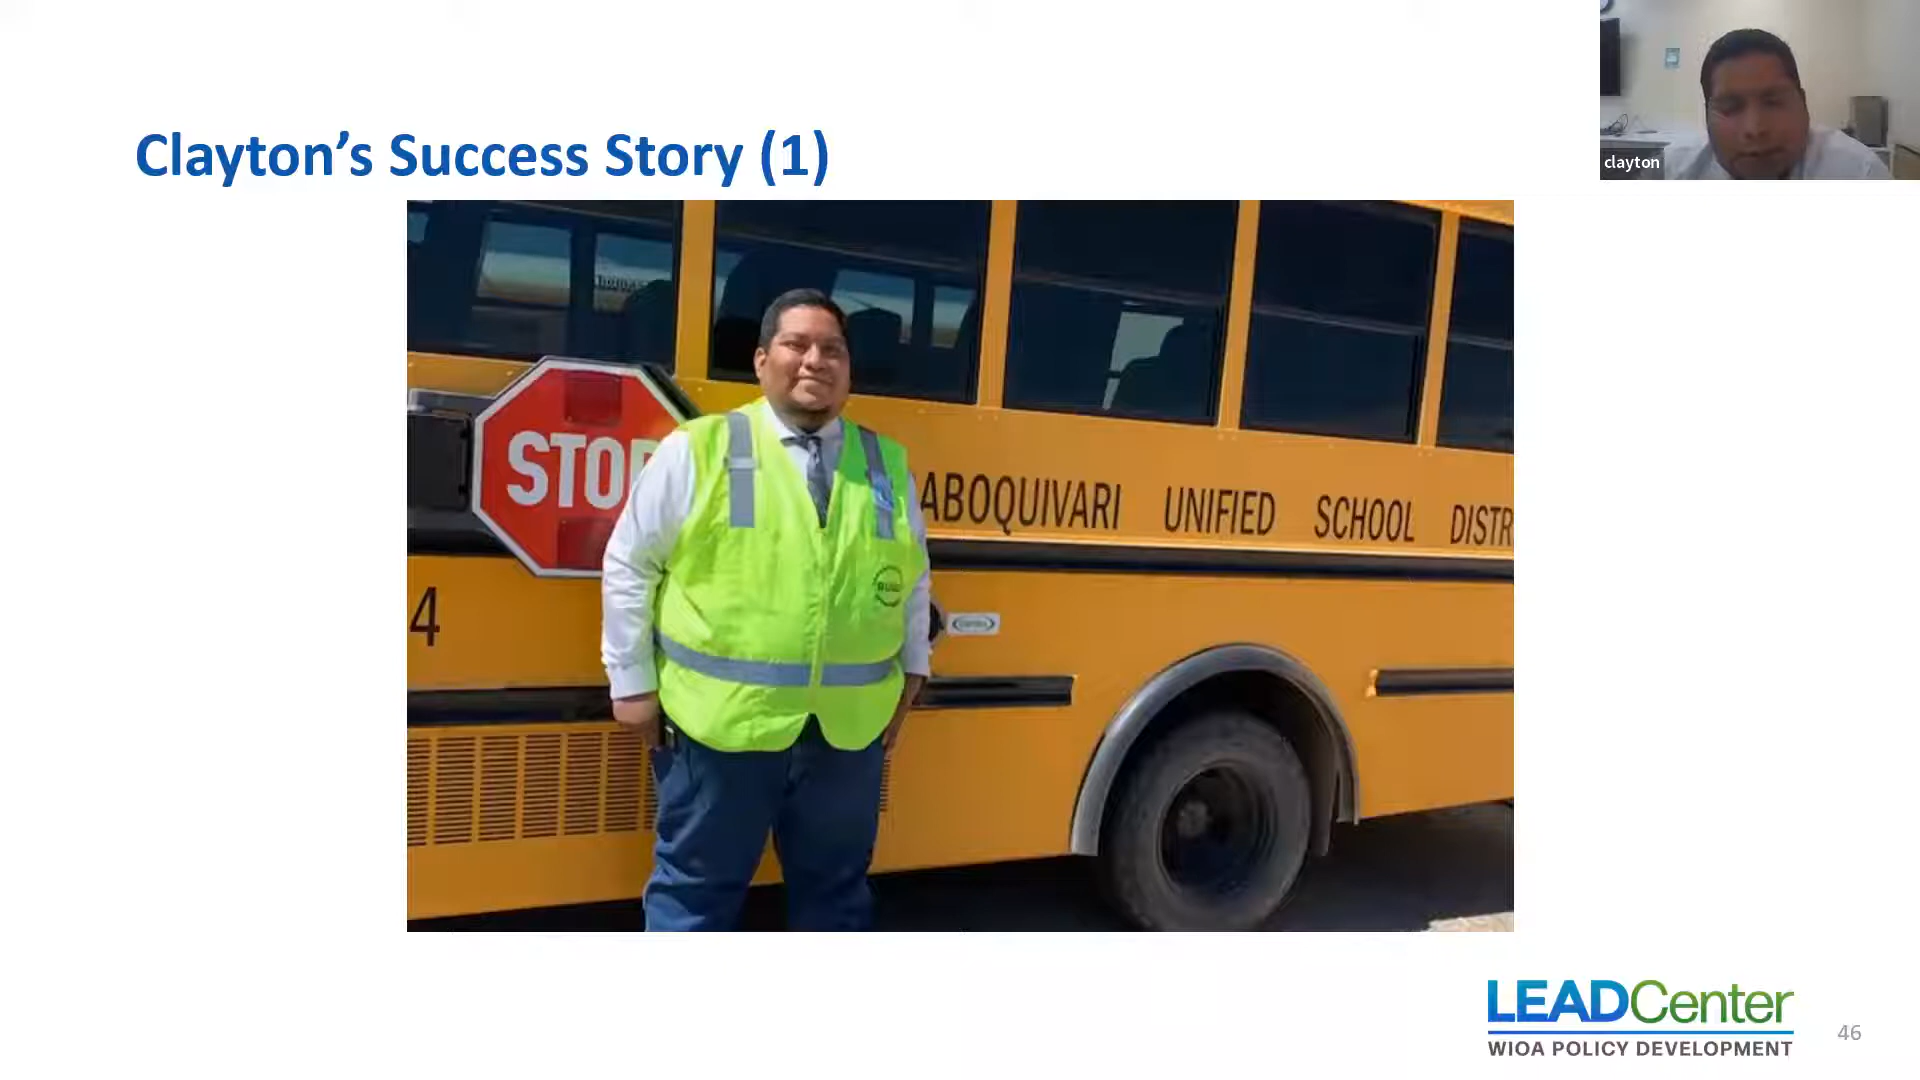 clayton
Clayton’s Success Story (1)
STOP
ABOQUIVARI UNIFIED SCHOOL DISTR
4
LEADCenter
WIOA POLICY DEVELOPMENT
46